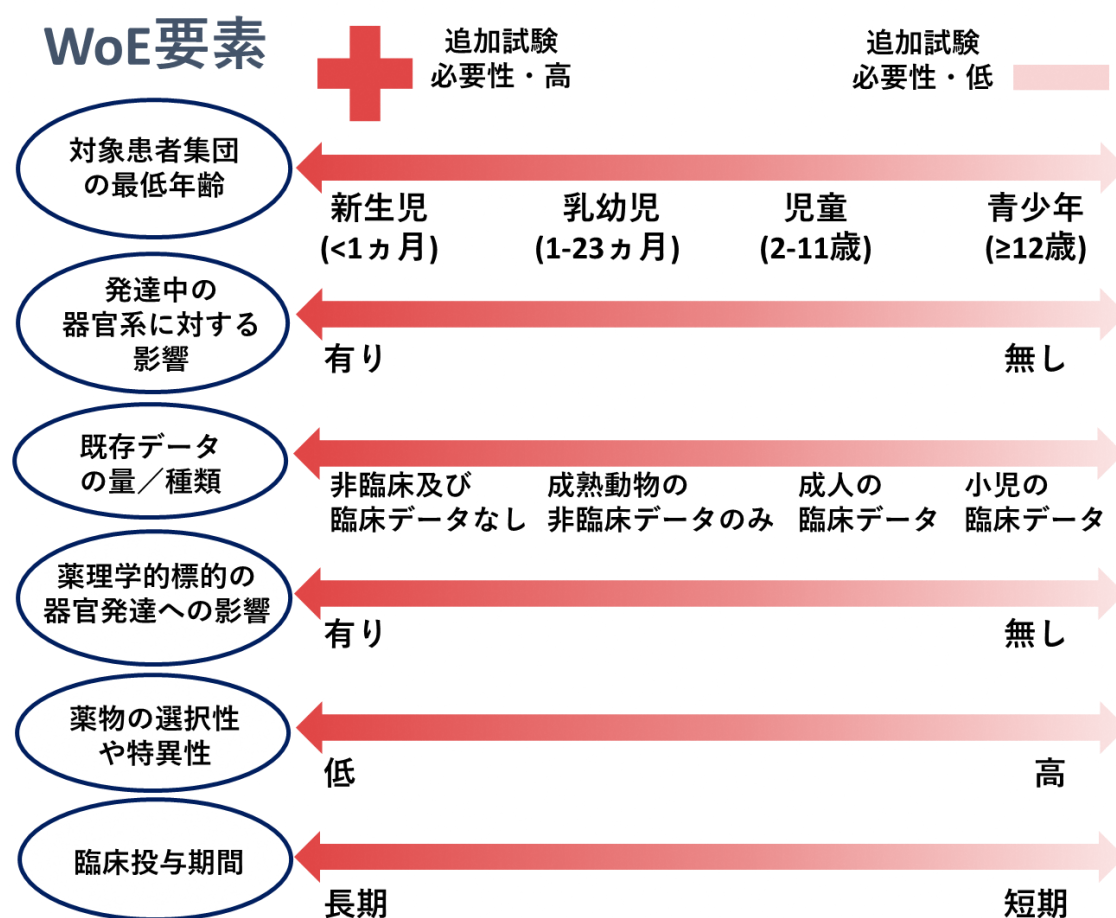 WoE要素
追加試験
必要性・高
追加試験
必要性・低
対象患者集団
の最低年齢
新生児
(<1ヵ月)
乳幼児
(1-23ヵ月)
児童
(2-11歳)
青少年
(≥12歳)
発達中の
器官系に対する
影響
有り
無し
既存データ
の量／種類
非臨床及び
臨床データなし
成熟動物の
非臨床データのみ
成人の
臨床データ
小児の
臨床データ
薬理学的標的の
器官発達への影響
有り
無し
薬物の選択性
や特異性
低
高
臨床投与期間
長期
短期